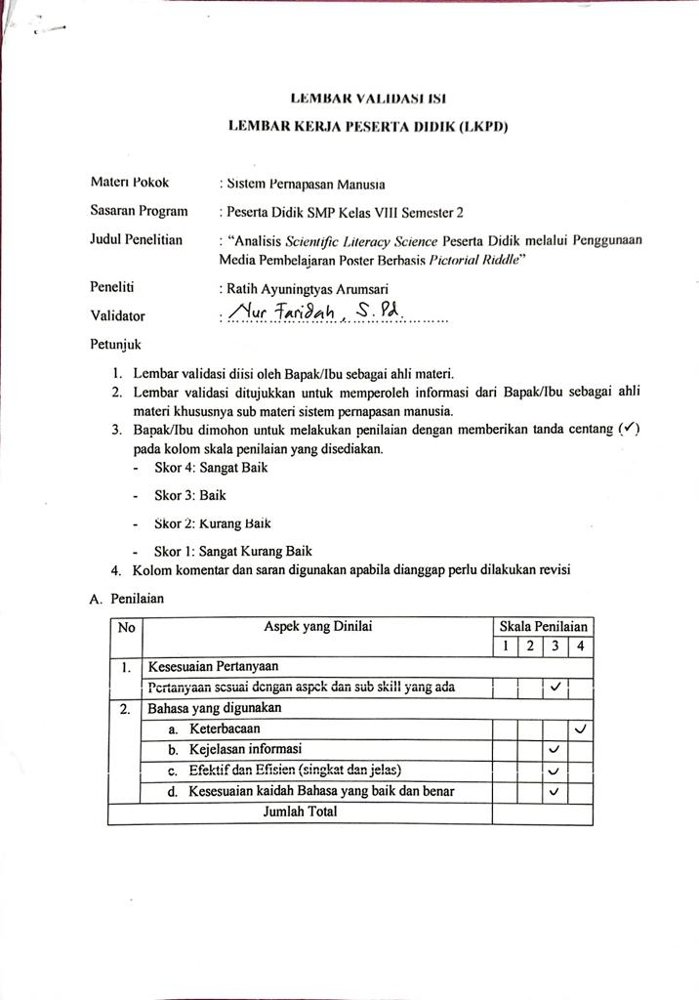 LEMBAR VALIDASI ISI
LEMBAR KERJA PESERTA DIDIK (LKPD)
Materi Pokok : Sistem Pernapasan Manusia
Sasaran Program : Peserta Didik SMP Kelas VIII Semester 2
Judul Penelitian : “Analisis Scientific Literacy Science Peserta Didik melalui Penggunaan
Media Pembelajaran Poster Berbasis Pictorial Riddle”
Peneliti : Ratih Ayuningtyas Arumsari
Validator : Nur Faridah, S.Pd.
Petunjuk
1. Lembar validasi diisi oleh Bapak/Ibu sebagai ahli materi.
2. Lembar validasi ditujukkan untuk memperoleh informasi dari Bapak/Ibu sebagai ahli
materi khususnya sub materi sistem pernapasan manusia.
3. Bapak/Ibu dimohon untuk melakukan penilaian dengan memberikan tanda centang (✓)
pada kolom skala penilaian yang disediakan.
- Skor 4: Sangat Baik
- Skor 3: Baik
- Skor 2: Kurang Baik
- Skor 1: Sangat Kurang Baik
4. Kolom komentar dan saran digunakan apabila dianggap perlu dilakukan revisi
A. Penilaian
No Aspek yang Dinilai Skala Penilaian
1 2 3 4
1. Kesesuaian Pertanyaan
Pertanyaan sesuai dengan aspek dan sub skill yang ada ✓
2. Bahasa yang digunakan
a. Keterbacaan ✓
b. Kejelasan informasi ✓
c. Efektif dan Efisien (singkat dan jelas) ✓
d. Kesesuaian kaidah Bahasa yang baik dan benar ✓
Jumlah Total